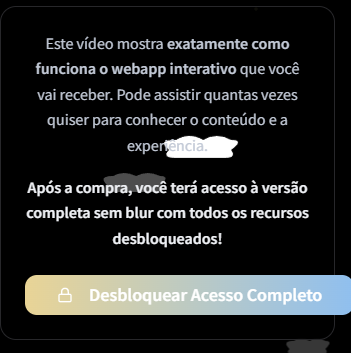 Este vídeo mostra exatamente como
funciona o webapp interativo que você
vai receber. Pode assistir quantas vezes
quiser para conhecer o conteúdo e a
experiência.
Após a compra, você terá acesso à versão
completa sem blur com todos os recursos
desbloqueados!
Desbloquear Acesso Completo